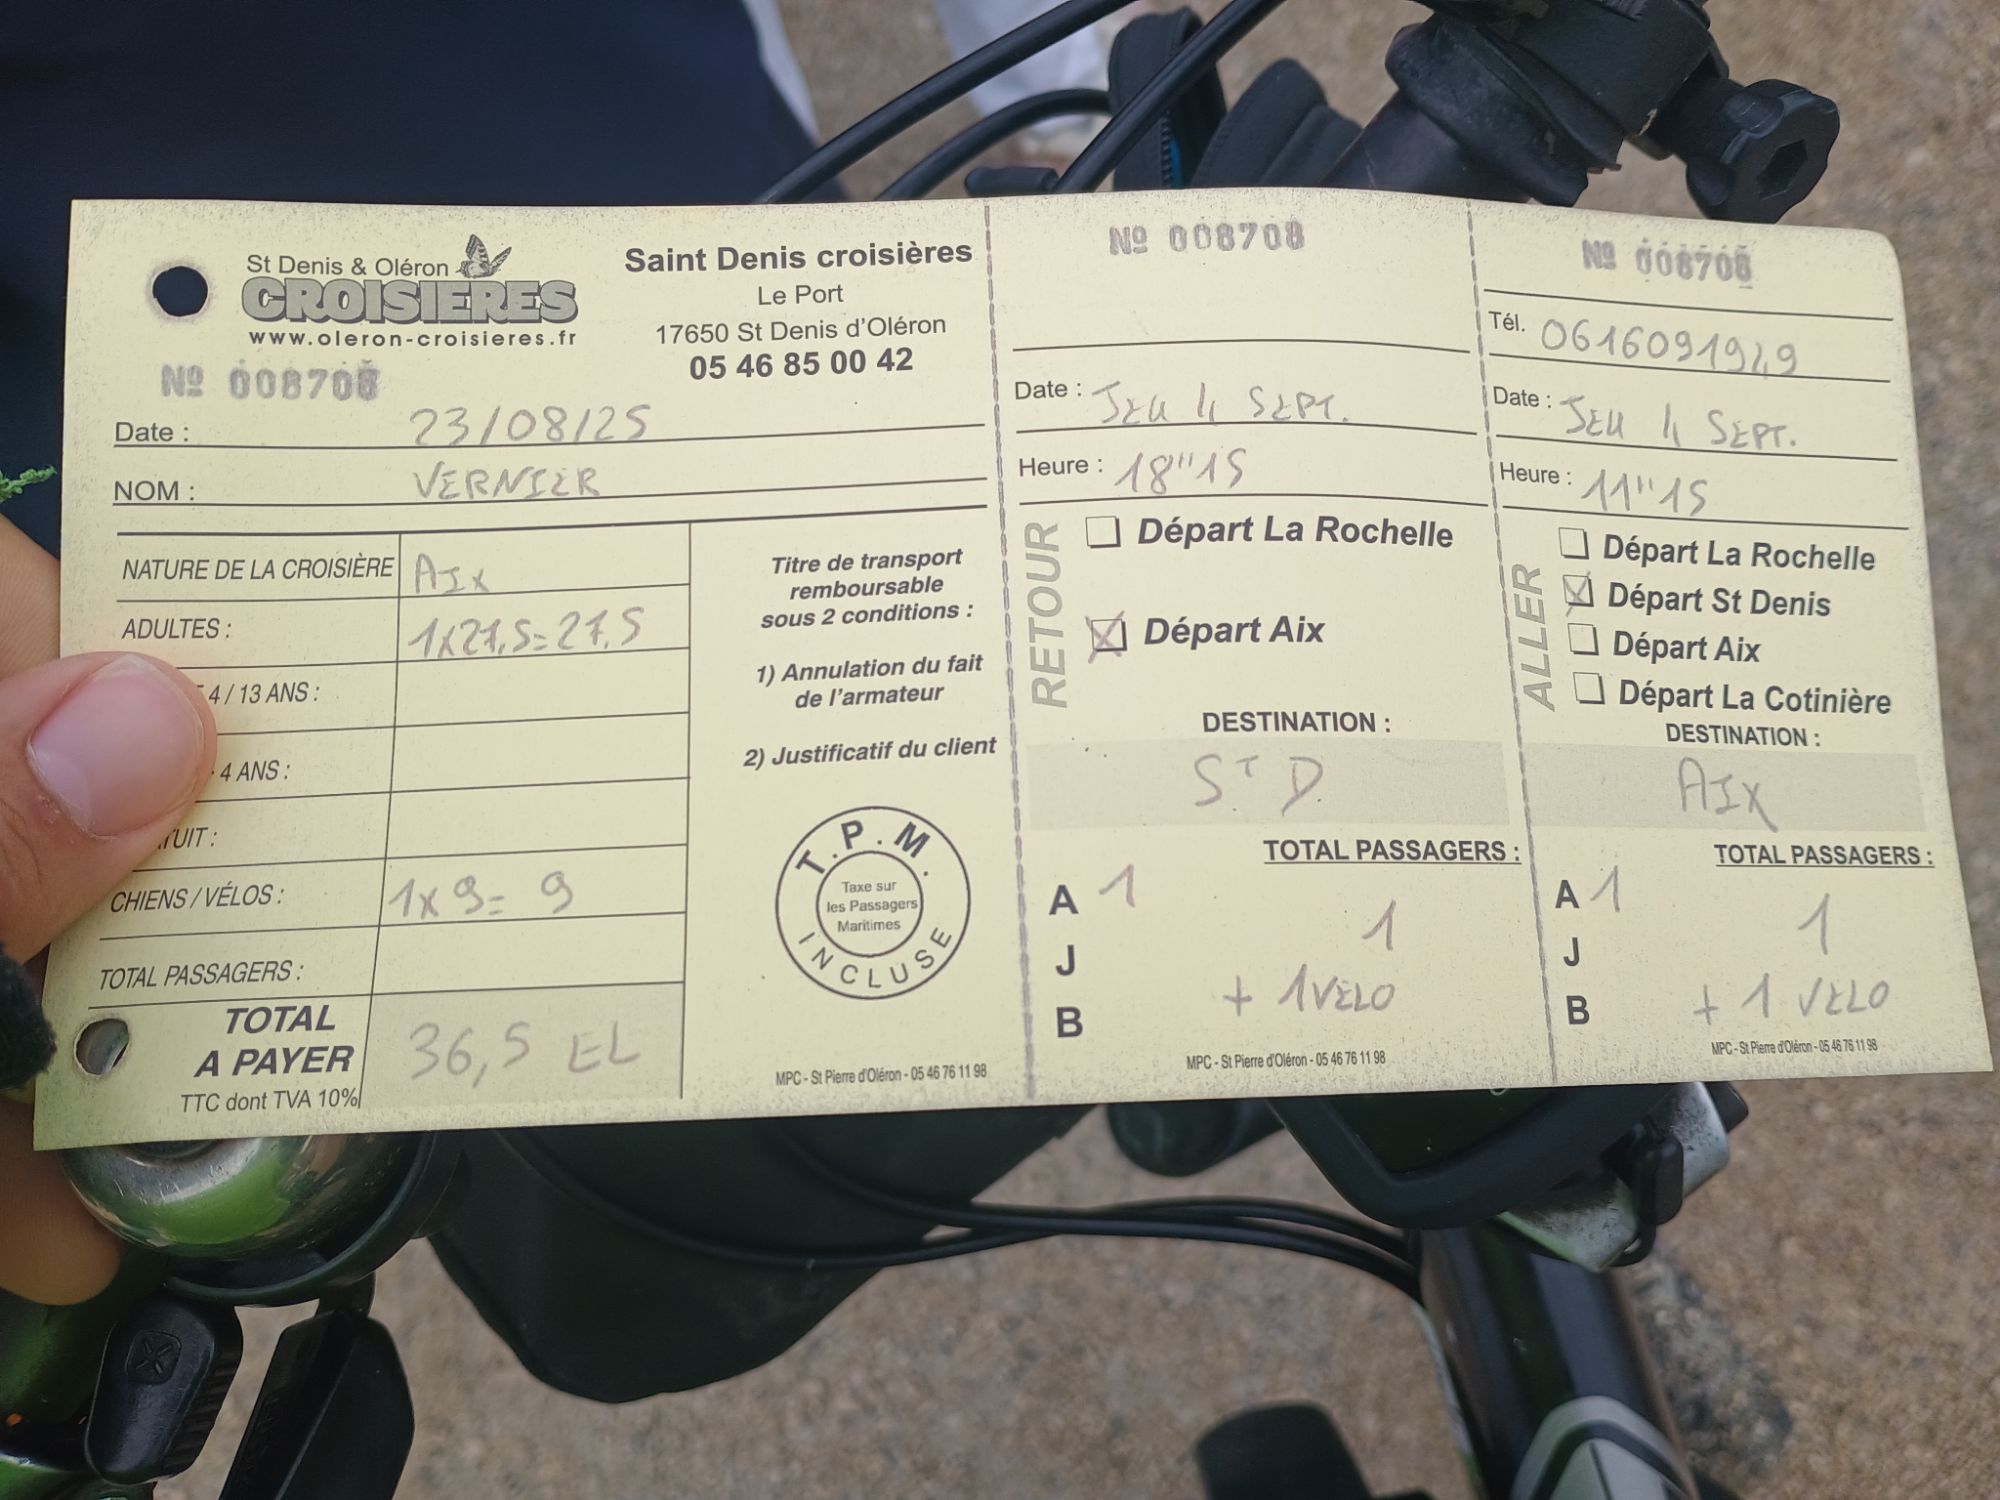 St Denis & Oléron
CROISIERES
www.oleron-croisieres.fr
Saint Denis croisières
Le Port
17650 St Denis d'Oléron
05 46 85 00 42
Nº 008708
Date : 23/08/25
NOM : VERNIER
NATURE DE LA CROISIÈRE AIX
ADULTES : 1x27,5=27,5
4 / 13 ANS :
4 ANS :
TUIT :
CHIENS / VÉLOS : 1x9= 9
TOTAL PASSAGERS :
TOTAL
A PAYER 36,5 EL
TTC dont TVA 10%
Titre de transport
remboursable
sous 2 conditions :
1) Annulation du fait
de l'armateur
2) Justificatif du client
T.P.M.
Taxe sur
les Passagers
Maritimes
INCLUSE
MPC - St Pierre d'Oléron - 05 46 76 11 98
Nº 008708
Date : JEU 4 SEPT.
Heure : 18"15
RETOUR
Départ La Rochelle
Départ Aix
DESTINATION :
ST D.
TOTAL PASSAGERS :
A 1
1
J
+ 1 VELO
B
MPC - St Pierre d'Oléron - 05 46 76 11 98
Nº 008708
Tél. 0616091949
Date : JEU 4 SEPT.
Heure : 11"15
ALLER
Départ La Rochelle
Départ St Denis
Départ Aix
Départ La Cotinière
DESTINATION :
AIX
TOTAL PASSAGERS :
A 1
1
J
+ 1 VELO
B
MPC - St Pierre d'Oléron - 05 46 76 11 98